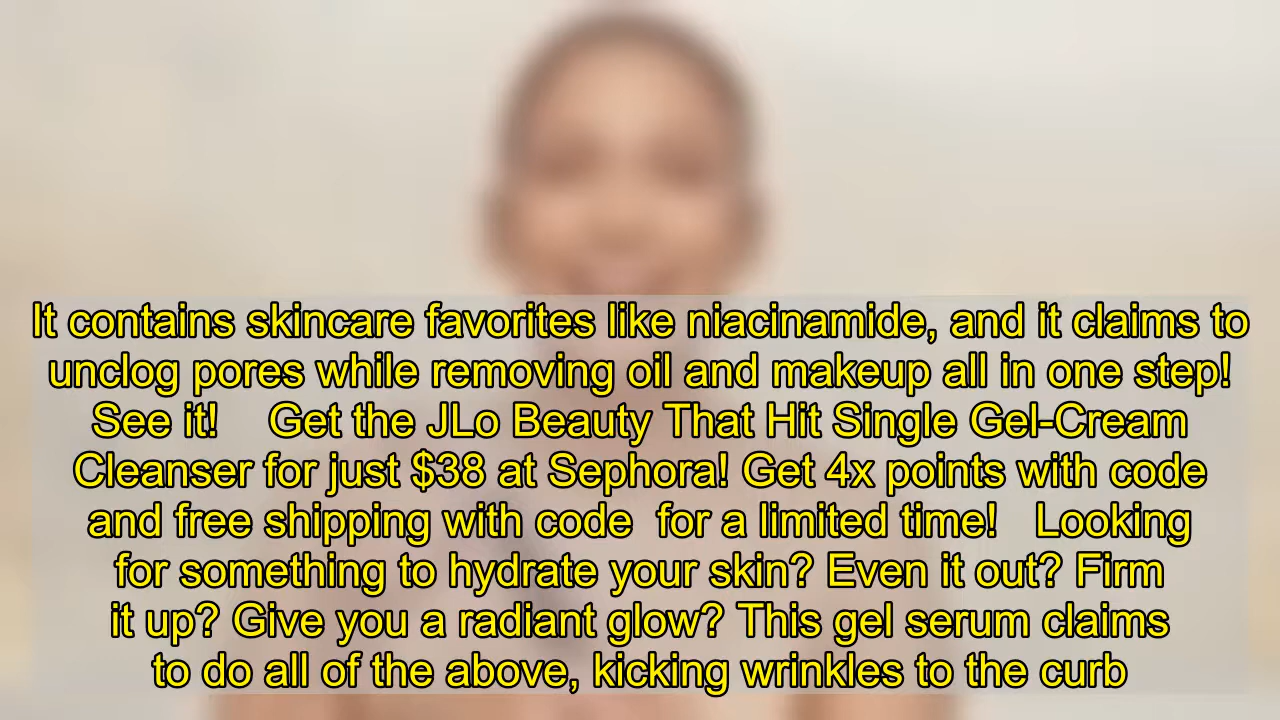 It contains skincare favorites like niacinamide, and it claims to
unclog pores while removing oil and makeup all in one step!
See it!    Get the JLo Beauty That Hit Single Gel-Cream
Cleanser for just $38 at Sephora! Get 4x points with code
and free shipping with code  for a limited time!   Looking
for something to hydrate your skin? Even it out? Firm
it up? Give you a radiant glow? This gel serum claims
to do all of the above, kicking wrinkles to the curb